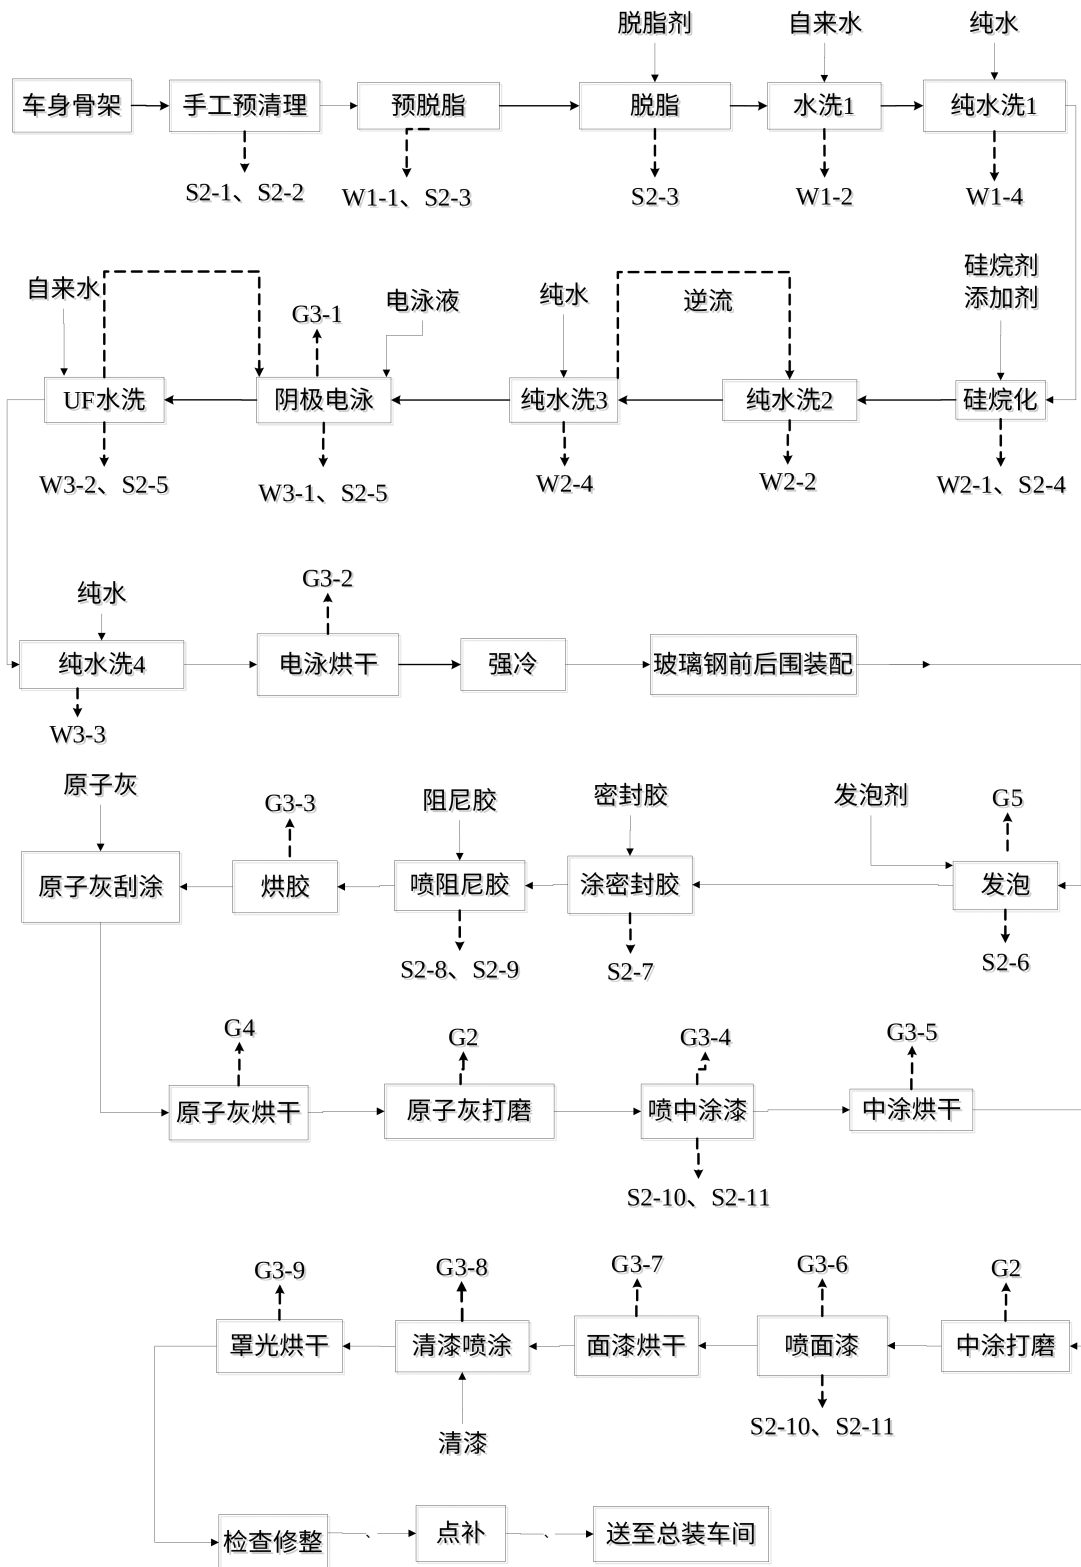 脱脂剂
自来水
纯水
车身骨架
手工预清理
预脱脂
脱脂
水洗1
纯水洗1
S2-1、S2-2
W1-1、S2-3
S2-3
W1-2
W1-4
自来水
G3-1
电泳液
纯水
逆流
硅烷剂
添加剂
UF水洗
阴极电泳
纯水洗3
纯水洗2
硅烷化
W3-2、S2-5
W3-1、S2-5
W2-4
W2-2
W2-1、S2-4
纯水
G3-2
纯水洗4
电泳烘干
强冷
玻璃钢前后围装配
W3-3
原子灰
G3-3
阻尼胶
密封胶
发泡剂
G5
原子灰刮涂
烘胶
喷阻尼胶
涂密封胶
发泡
S2-8、S2-9
S2-7
S2-6
G4
G2
G3-4
G3-5
原子灰烘干
原子灰打磨
喷中涂漆
中涂烘干
S2-10、S2-11
G3-9
G3-8
G3-7
G3-6
G2
罩光烘干
清漆喷涂
面漆烘干
喷面漆
中涂打磨
S2-10、S2-11
清漆
检查修整
、
点补
、
送至总装车间